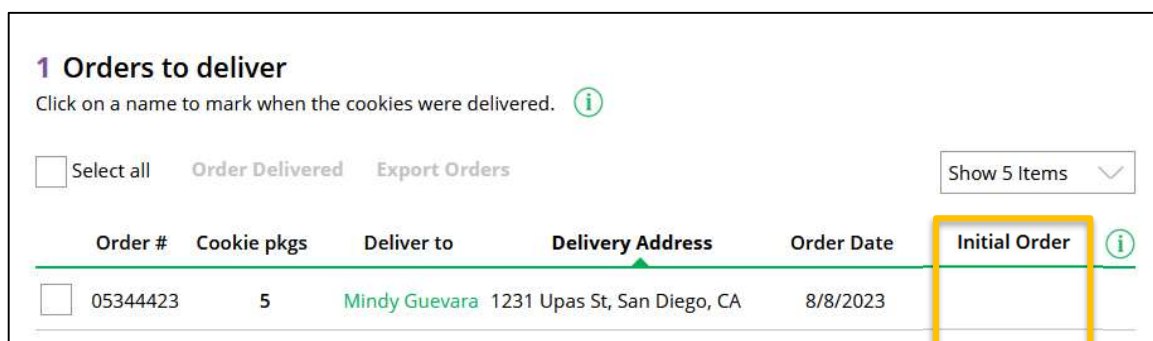 1 Orders to deliver
Click on a name to mark when the cookies were delivered. i
Select all Order Delivered Export Orders Show 5 Items
Order # Cookie pkgs Deliver to Delivery Address Order Date Initial Order i
05344423 5 Mindy Guevara 1231 Upas St, San Diego, CA 8/8/2023